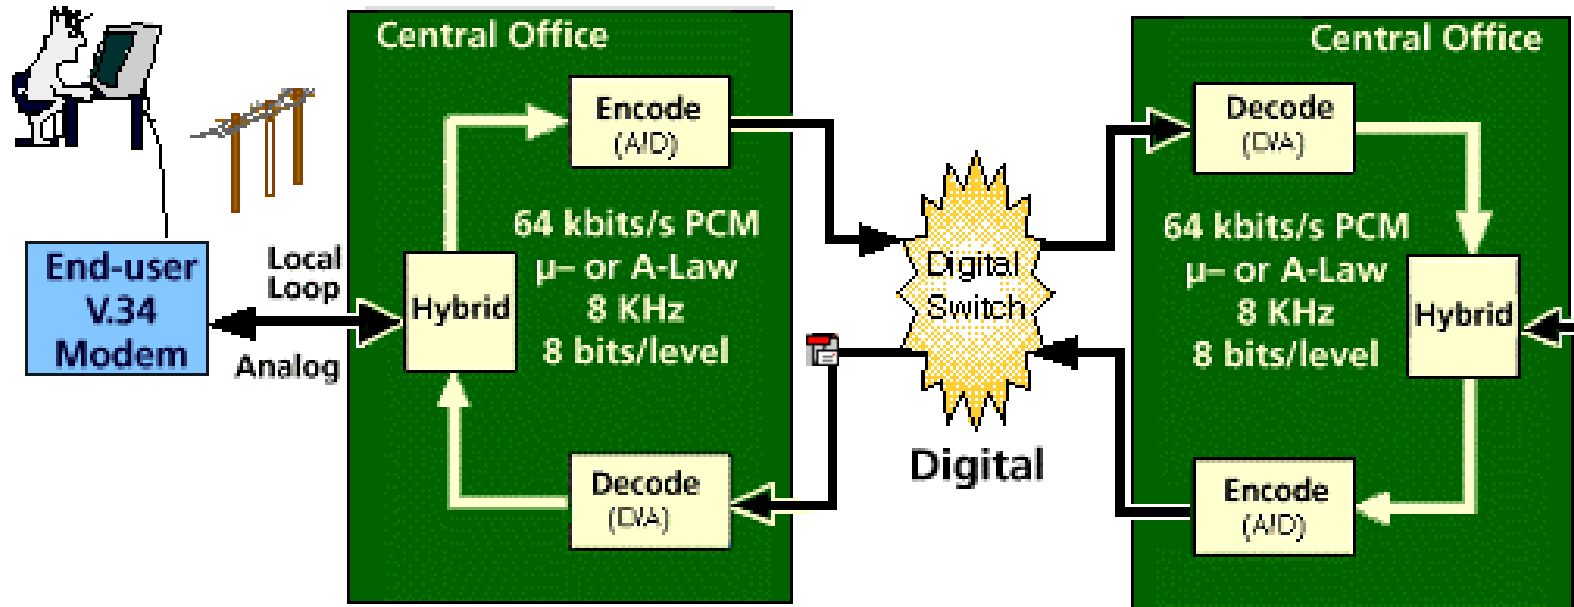 Central Office
Encode
(A/D)
64 kbits/s PCM
μ– or A-Law
8 KHz
8 bits/level
Hybrid
Decode
(D/A)
End-user
V.34
Modem
Local
Loop
Analog
Digital
Switch
Digital
Central Office
Decode
(D/A)
64 kbits/s PCM
μ– or A-Law
8 KHz
8 bits/level
Hybrid
Encode
(A/D)